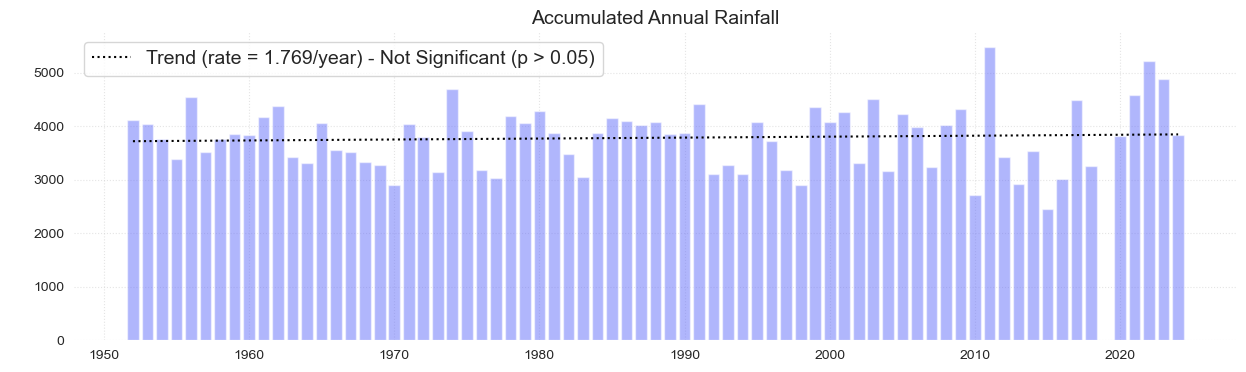 Accumulated Annual Rainfall
Trend (rate = 1.769/year) - Not Significant (p > 0.05)
5000
4000
3000
2000
1000
0
1950 1960 1970 1980 1990 2000 2010 2020